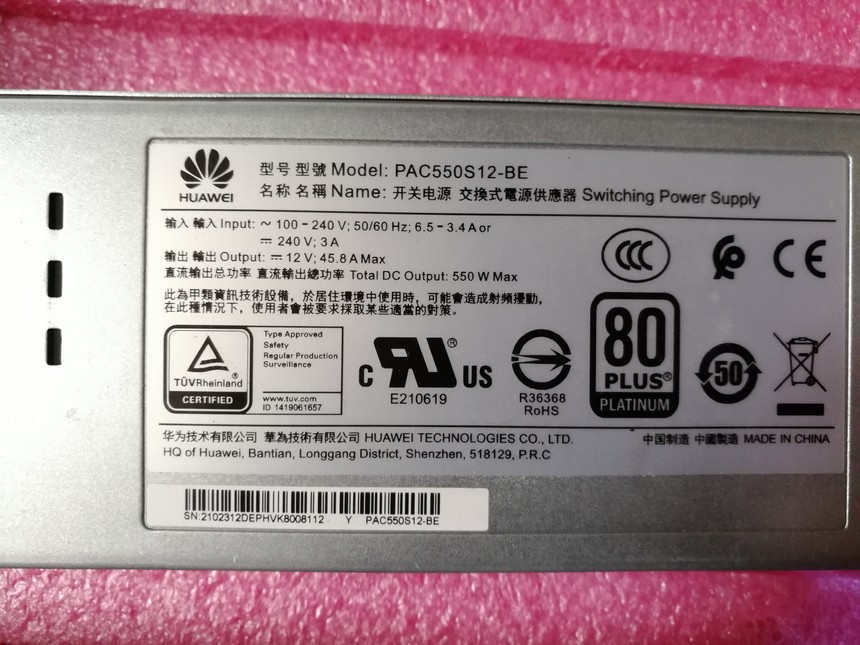 HUAWEI
型号 型號 Model: PAC550S12-BE
名称 名稱 Name: 开关电源 交換式電源供應器 Switching Power Supply
输入 輸入 Input: ~ 100-240 V; 50/60 Hz; 6.5-3.4 A or
⎓ 240 V; 3 A
输出 輸出 Output: ⎓ 12 V; 45.8 A Max
直流输出总功率 直流輸出總功率 Total DC Output: 550 W Max
此為甲類資訊技術設備，於居住環境中使用時，可能會造成射頻擾動，
在此種情況下，使用者會被要求採取某些適當的對策。
CCC
CE
TÜVRheinland®
CERTIFIED
Type Approved
Safety
Regular Production
Surveillance
www.tuv.com
ID 1419061657
C RU® US
E210619
R36368
RoHS
80
PLUS®
PLATINUM
50
华为技术有限公司 華為技術有限公司 HUAWEI TECHNOLOGIES CO., LTD.
中国制造 中國製造 MADE IN CHINA
HQ of Huawei, Bantian, Longgang District, Shenzhen, 518129, P.R.C
SN:2102312DEPHVK8008112 Y PAC550S12-BE